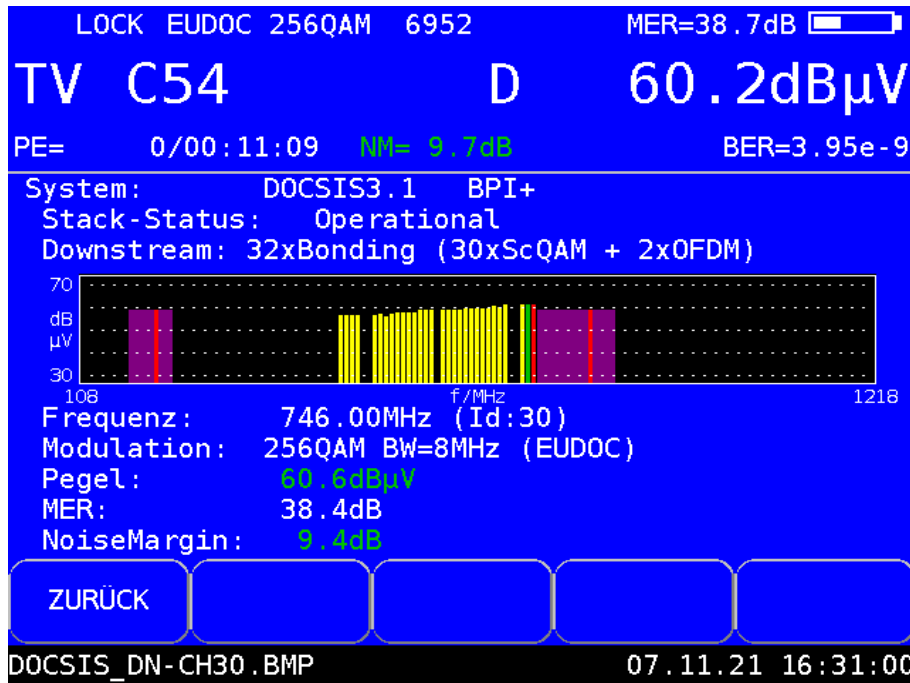 LOCK EUDOC 256QAM 6952 MER=38.7dB
TV C54 D 60.2dBµV
PE= 0/00:11:09 NM= 9.7dB BER=3.95e-9
System: DOCSIS3.1 BPI+
Stack-Status: Operational
Downstream: 32xBonding (30xScQAM + 2xOFDM)
70
dB
µV
30
108 f/MHz 1218
Frequenz: 746.00MHz (Id:30)
Modulation: 256QAM BW=8MHz (EUDOC)
Pegel: 60.6dBµV
MER: 38.4dB
NoiseMargin: 9.4dB
ZURÜCK
DOCSIS_DN-CH30.BMP 07.11.21 16:31:00